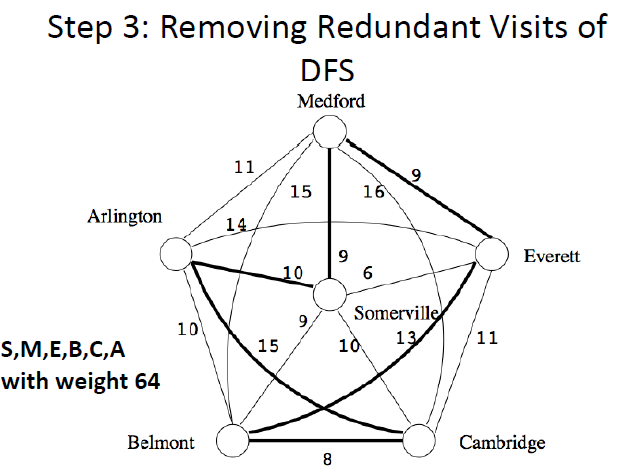 Step 3: Removing Redundant Visits of
DFS
Medford
11
9
15
16
Arlington
14
9
Everett
10
6
Somerville
9
10
15
10
13
11
S,M,E,B,C,A
with weight 64
Belmont
Cambridge
8